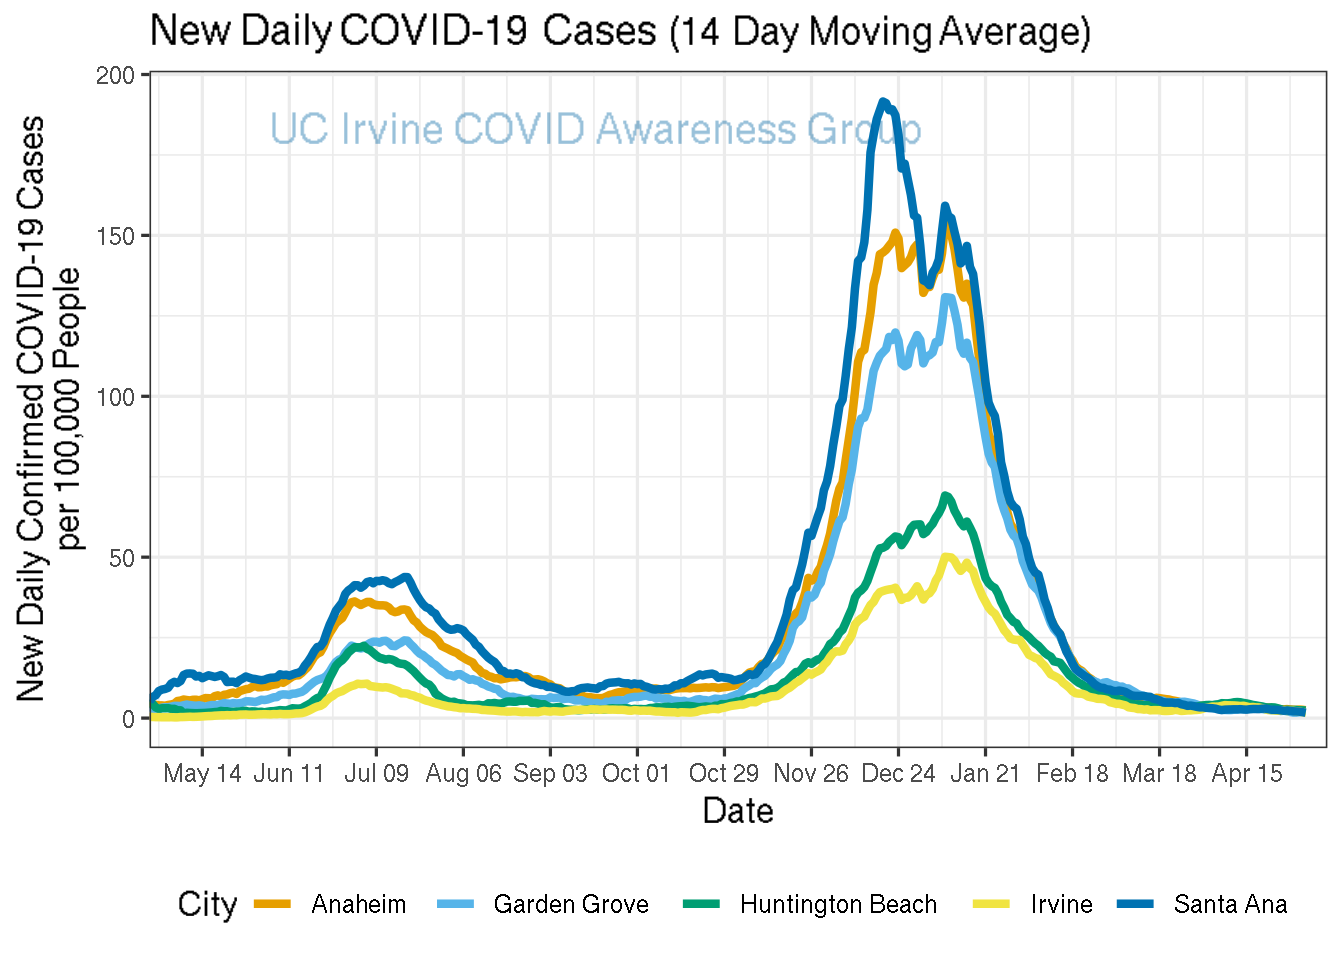 New Daily COVID-19 Cases (14 Day Moving Average)
UC Irvine COVID Awareness Group
New Daily Confirmed COVID-19 Cases
per 100,000 People
200
150
100
50
0
May 14 Jun 11 Jul 09 Aug 06 Sep 03 Oct 01 Oct 29 Nov 26 Dec 24 Jan 21 Feb 18 Mar 18 Apr 15
Date
City Anaheim Garden Grove Huntington Beach Irvine Santa Ana